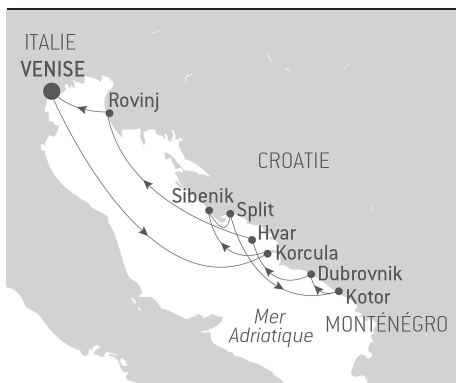 ITALIE
VENISE
Rovinj
CROATIE
Sibenik
Split
Hvar
Korcula
Dubrovnik
Kotor
Mer
Adriatique
MONTÉNÉGRO